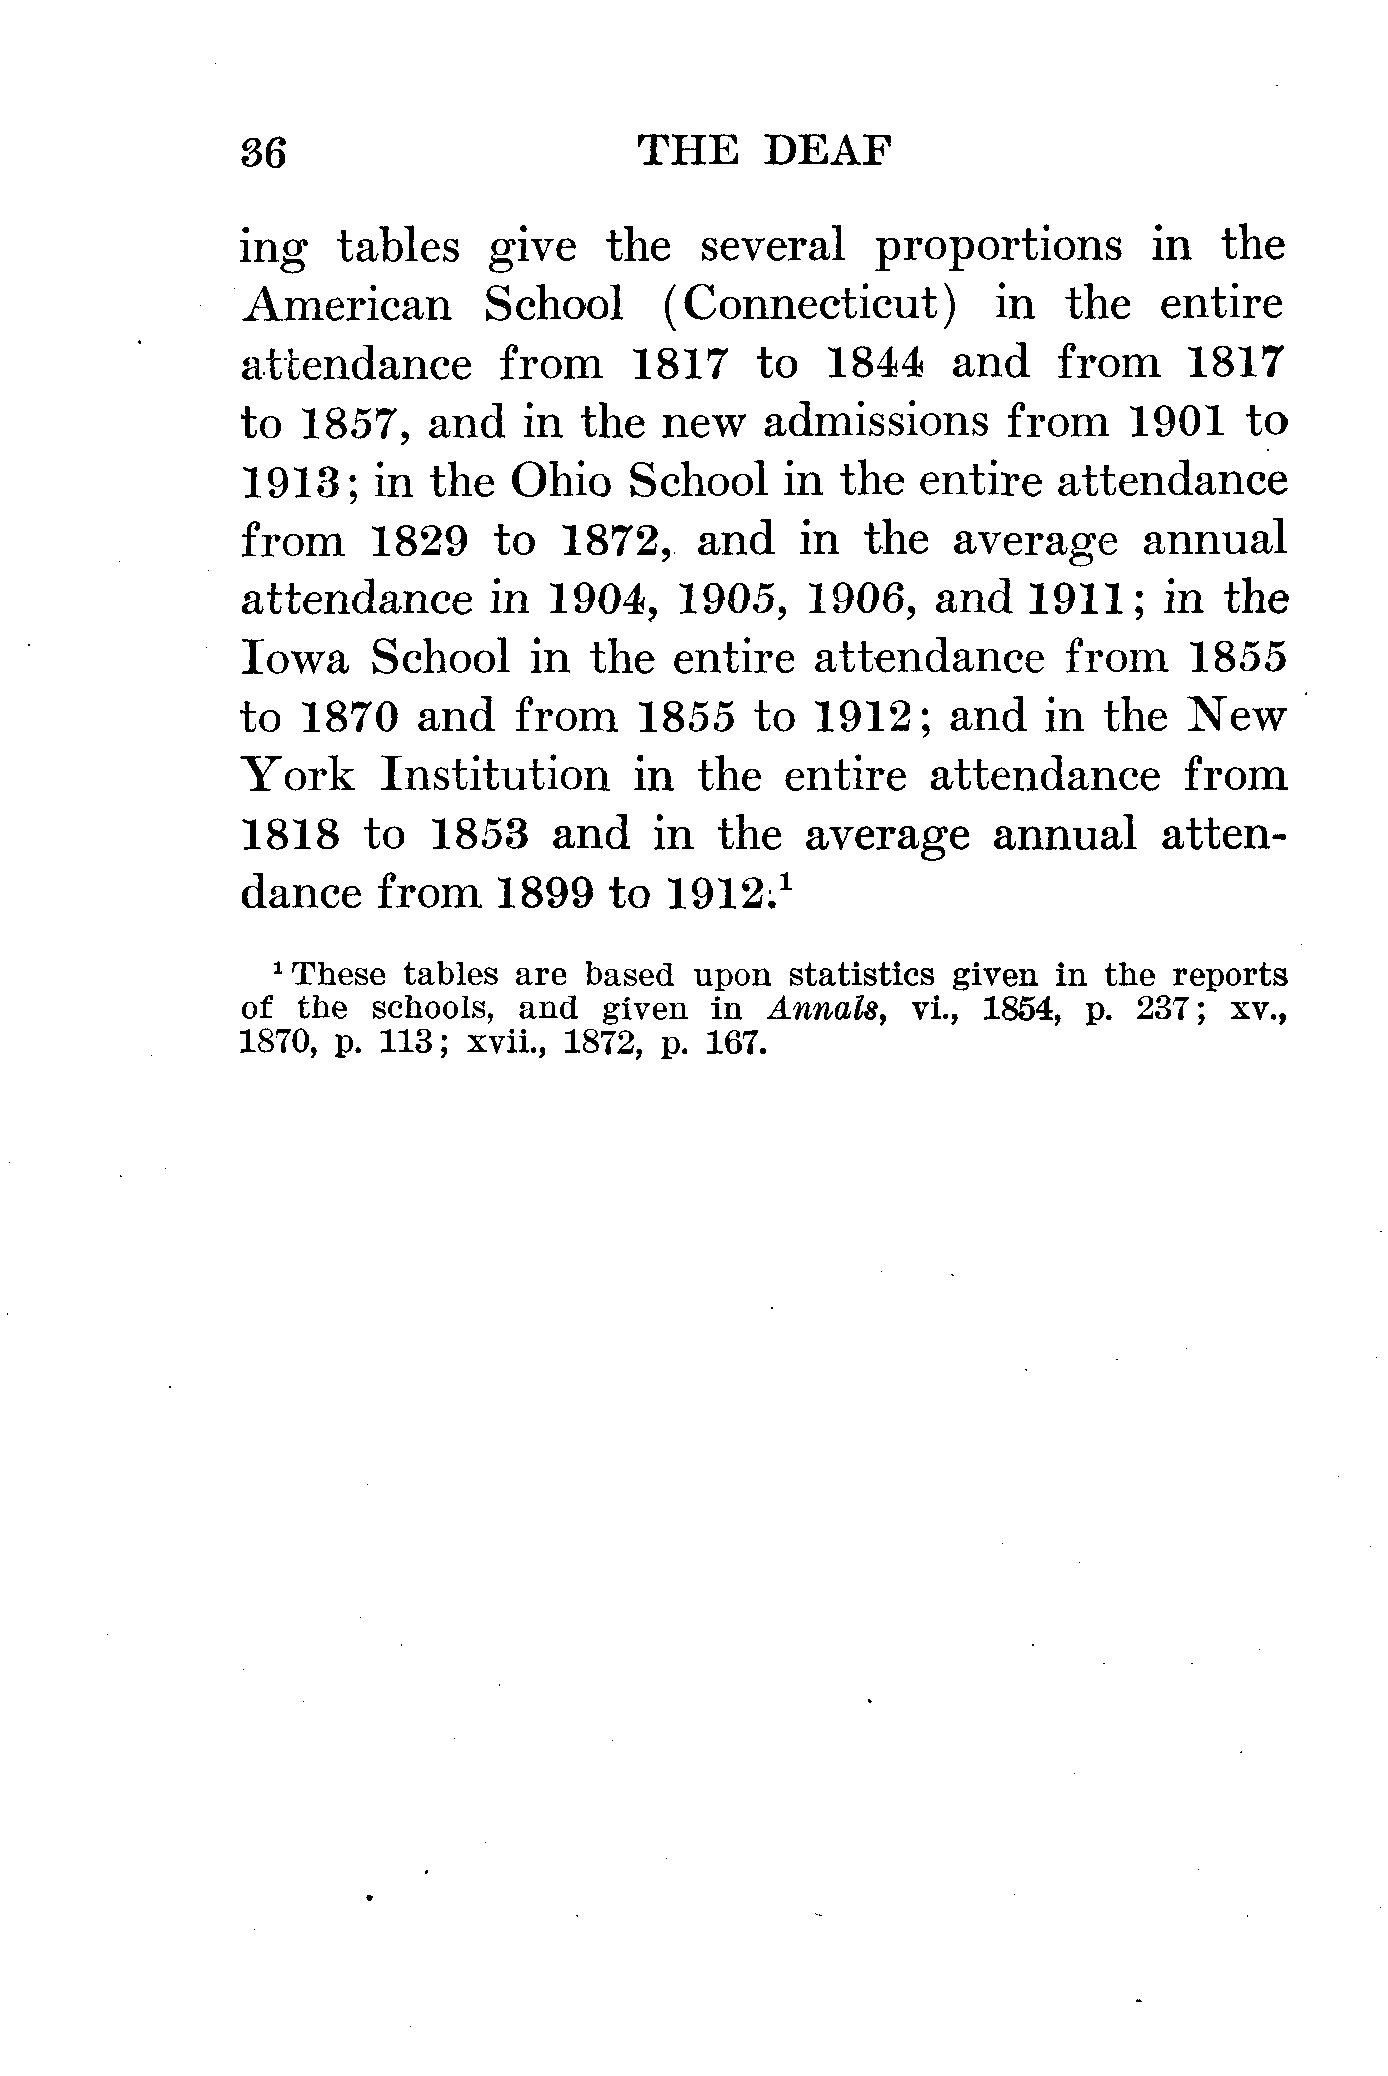 36 THE DEAF
ing tables give the several proportions in the
American School (Connecticut) in the entire
attendance from 1817 to 1844 and from 1817
to 1857, and in the new admissions from 1901 to
1913; in the Ohio School in the entire attendance
from 1829 to 1872, and in the average annual
attendance in 1904, 1905, 1906, and 1911; in the
Iowa School in the entire attendance from 1855
to 1870 and from 1855 to 1912; and in the New
York Institution in the entire attendance from
1818 to 1853 and in the average annual atten-
dance from 1899 to 1912:¹
¹ These tables are based upon statistics given in the reports
of the schools, and given in Annals, vi., 1854, p. 237; xv.,
1870, p. 113; xvii., 1872, p. 167.